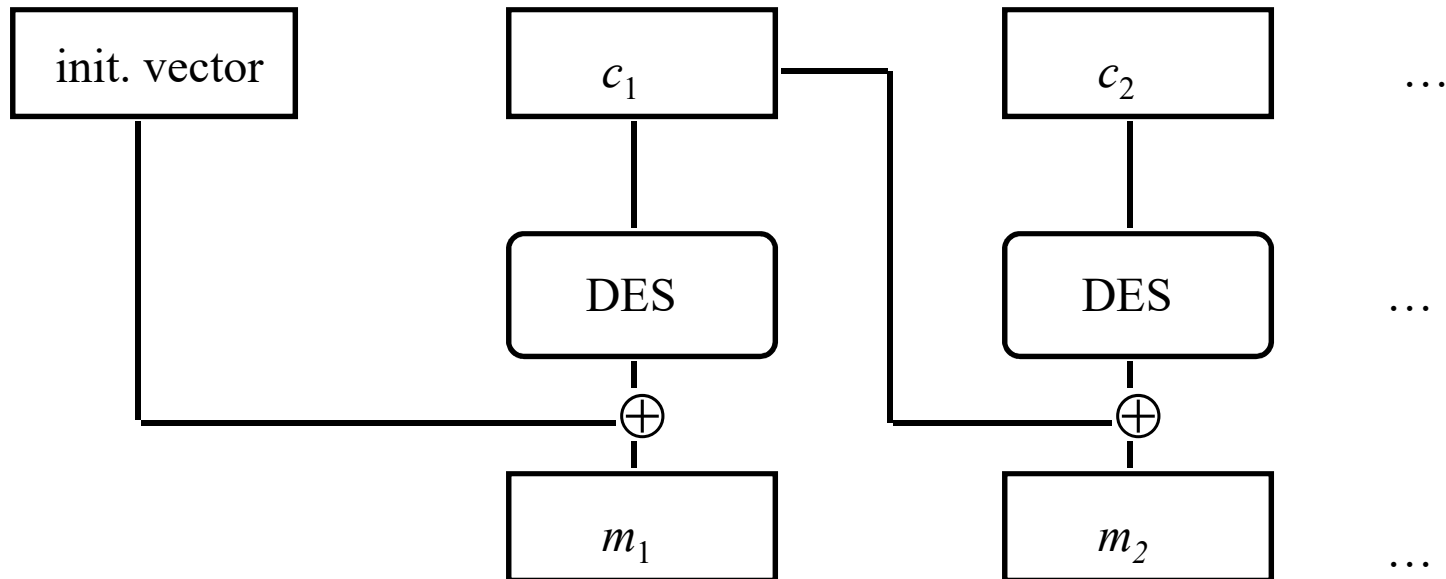 init. vector c₁ c₂ …
DES DES …
⊕ ⊕
m₁ m₂ …